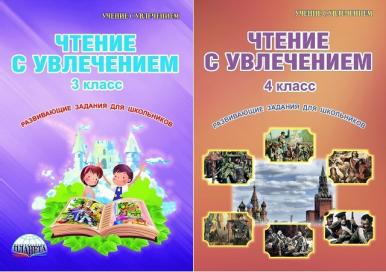 УЧЕНИЕ С УВЛЕЧЕНИЕМ
ЧТЕНИЕ
С УВЛЕЧЕНИЕМ
3 класс
РАЗВИВАЮЩИЕ ЗАДАНИЯ ДЛЯ ШКОЛЬНИКОВ
ПЛАНЕТА
УЧЕНИЕ С УВЛЕЧЕНИЕМ
ЧТЕНИЕ
С УВЛЕЧЕНИЕМ
4 класс
РАЗВИВАЮЩИЕ ЗАДАНИЯ ДЛЯ ШКОЛЬНИКОВ